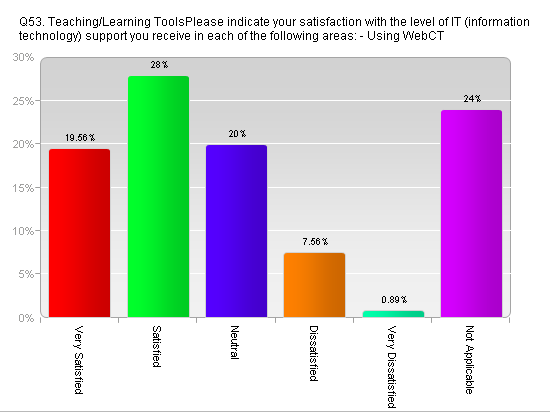 Q53. Teaching/Learning ToolsPlease indicate your satisfaction with the level of IT (information
technology) support you receive in each of the following areas: - Using WebCT
30%
25%
20%
15%
10%
5%
0%
19.56%
28%
20%
7.56%
0.89%
24%
Very Satisfied
Satisfied
Neutral
Dissatisfied
Very Dissatisfied
Not Applicable